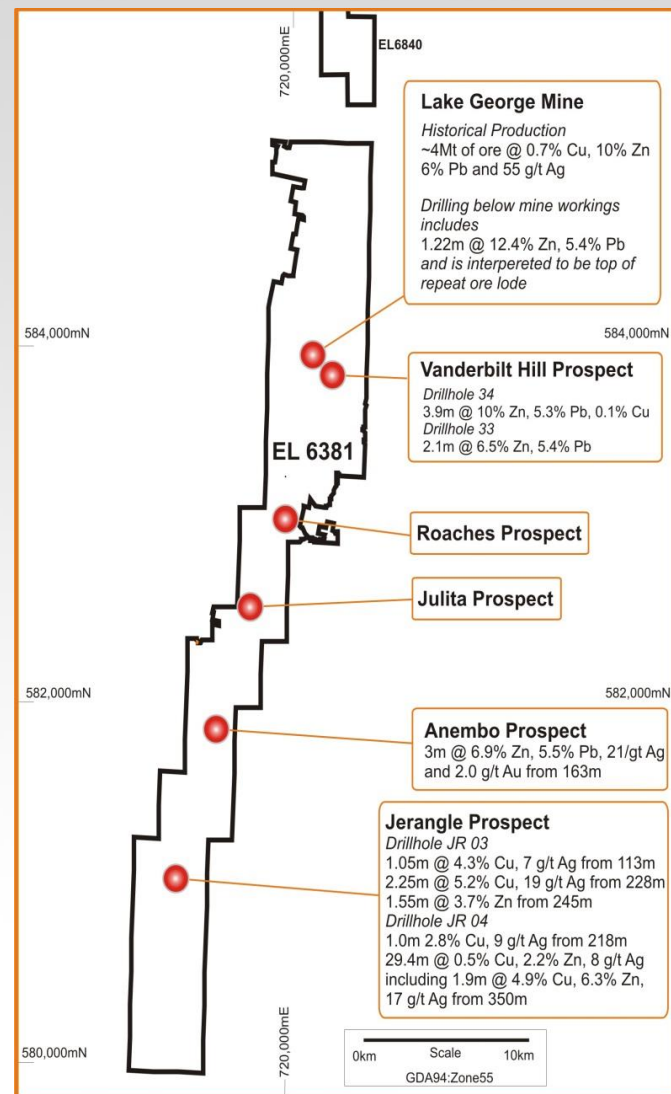 720,000mE
EL6840
Lake George Mine
Historical Production
~4Mt of ore @ 0.7% Cu, 10% Zn
6% Pb and 55 g/t Ag
Drilling below mine workings
includes
1.22m @ 12.4% Zn, 5.4% Pb
and is interpereted to be top of
repeat ore lode
584,000mN
584,000mN
Vanderbilt Hill Prospect
Drillhole 34
3.9m @ 10% Zn, 5.3% Pb, 0.1% Cu
Drillhole 33
2.1m @ 6.5% Zn, 5.4% Pb
EL 6381
Roaches Prospect
Julita Prospect
582,000mN
582,000mN
Anembo Prospect
3m @ 6.9% Zn, 5.5% Pb, 21/gt Ag
and 2.0 g/t Au from 163m
Jerangle Prospect
Drillhole JR 03
1.05m @ 4.3% Cu, 7 g/t Ag from 113m
2.25m @ 5.2% Cu, 19 g/t Ag from 228m
1.55m @ 3.7% Zn from 245m
Drillhole JR 04
1.0m 2.8% Cu, 9 g/t Ag from 218m
29.4m @ 0.5% Cu, 2.2% Zn, 8 g/t Ag
including 1.9m @ 4.9% Cu, 6.3% Zn,
17 g/t Ag from 350m
580,000mN
720,000mE
0km Scale 10km
GDA94:Zone55